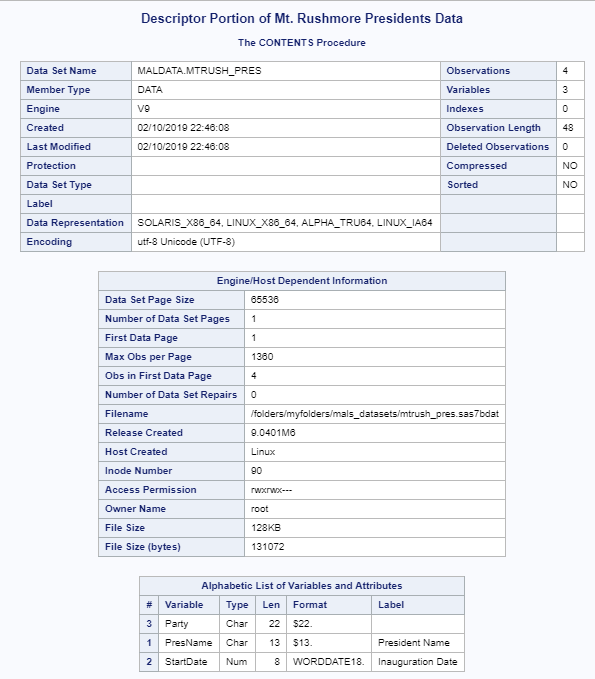 Descriptor Portion of Mt. Rushmore Presidents Data
The CONTENTS Procedure
Data Set Name MALDATA.MTRUSH_PRES Observations 4
Member Type DATA Variables 3
Engine V9 Indexes 0
Created 02/10/2019 22:46:08 Observation Length 48
Last Modified 02/10/2019 22:46:08 Deleted Observations 0
Protection Compressed NO
Data Set Type Sorted NO
Label
Data Representation SOLARIS_X86_64, LINUX_X86_64, ALPHA_TRU64, LINUX_IA64
Encoding utf-8 Unicode (UTF-8)
Engine/Host Dependent Information
Data Set Page Size 65536
Number of Data Set Pages 1
First Data Page 1
Max Obs per Page 1360
Obs in First Data Page 4
Number of Data Set Repairs 0
Filename /folders/myfolders/mals_datasets/mtrush_pres.sas7bdat
Release Created 9.0401M6
Host Created Linux
Inode Number 90
Access Permission rwxrwx---
Owner Name root
File Size 128KB
File Size (bytes) 131072
Alphabetic List of Variables and Attributes
# Variable Type Len Format Label
3 Party Char 22 $22.
1 PresName Char 13 $13. President Name
2 StartDate Num 8 WORDDATE18. Inauguration Date